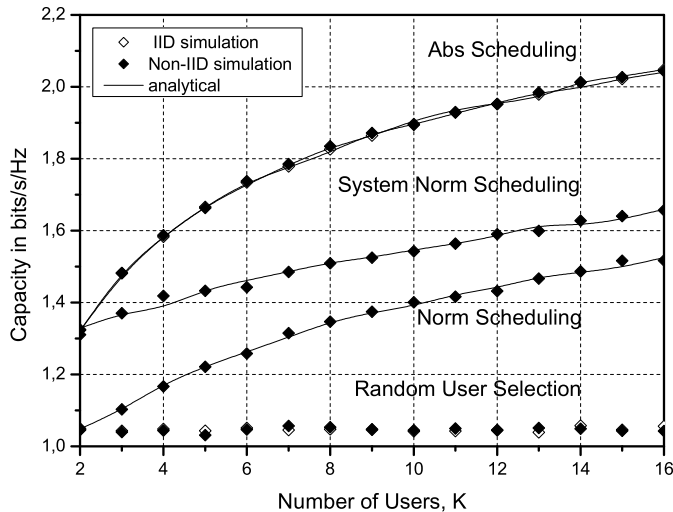 2,2
2,0
1,8
1,6
1,4
1,2
1,0
Capacity in bits/s/Hz
IID simulation
Non-IID simulation
analytical
Abs Scheduling
System Norm Scheduling
Norm Scheduling
Random User Selection
2 4 6 8 10 12 14 16
Number of Users, K